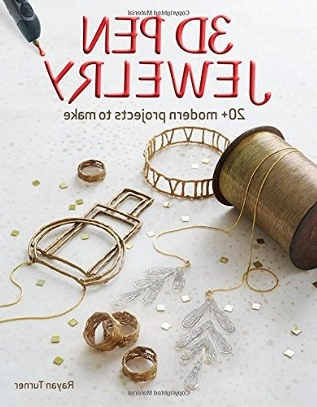 Copyrighted Material
3D PEN
JEWELRY
20+ modern projects to make
Rayan Turner
Copyrighted Material